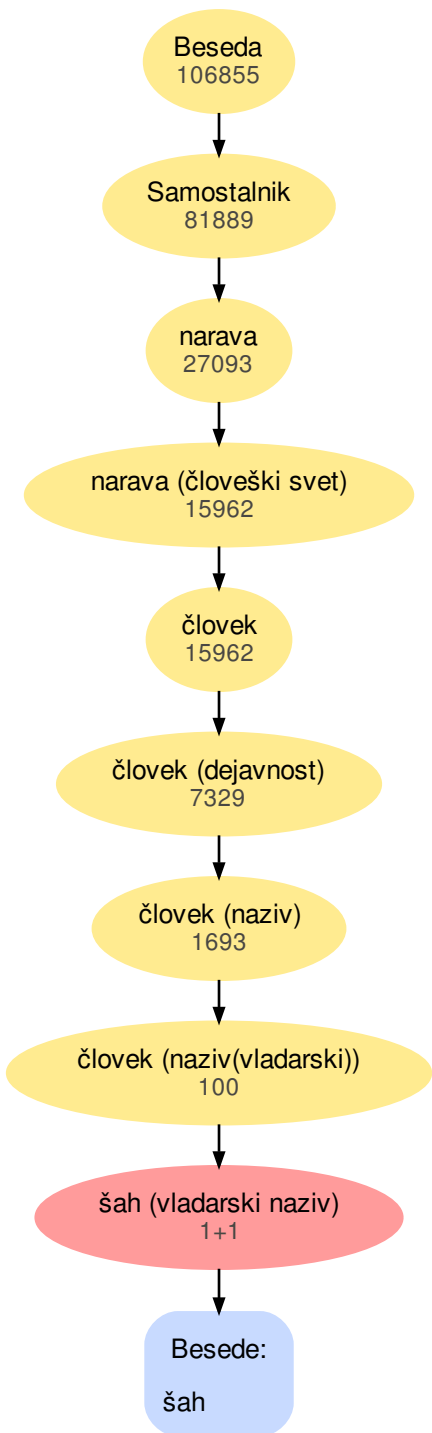 Beseda
106855
Samostalnik
81889
narava
27093
narava (človeški svet)
15962
človek
15962
človek (dejavnost)
7329
človek (naziv)
1693
človek (naziv(vladarski))
100
šah (vladarski naziv)
1+1
Besede:
šah